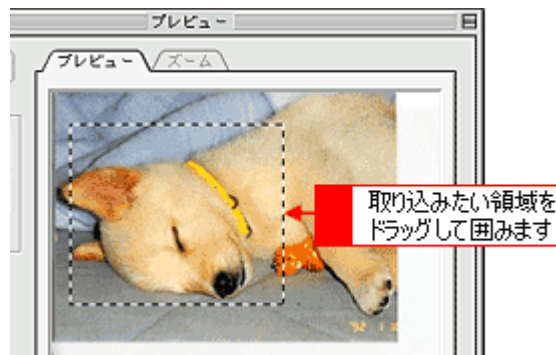 プレビュー
プレビュー
ズーム
取り込みたい領域を
ドラッグして囲みます